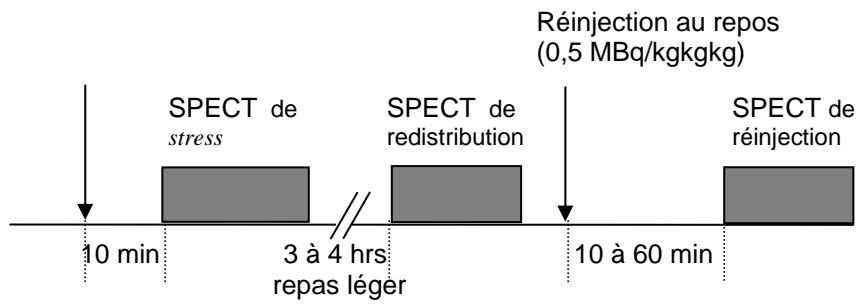 Réinjection au repos
(0,5 MBq/kgkgkg)
SPECT de
stress
SPECT de
redistribution
SPECT de
réinjection
10 min
3 à 4 hrs
repas léger
10 à 60 min